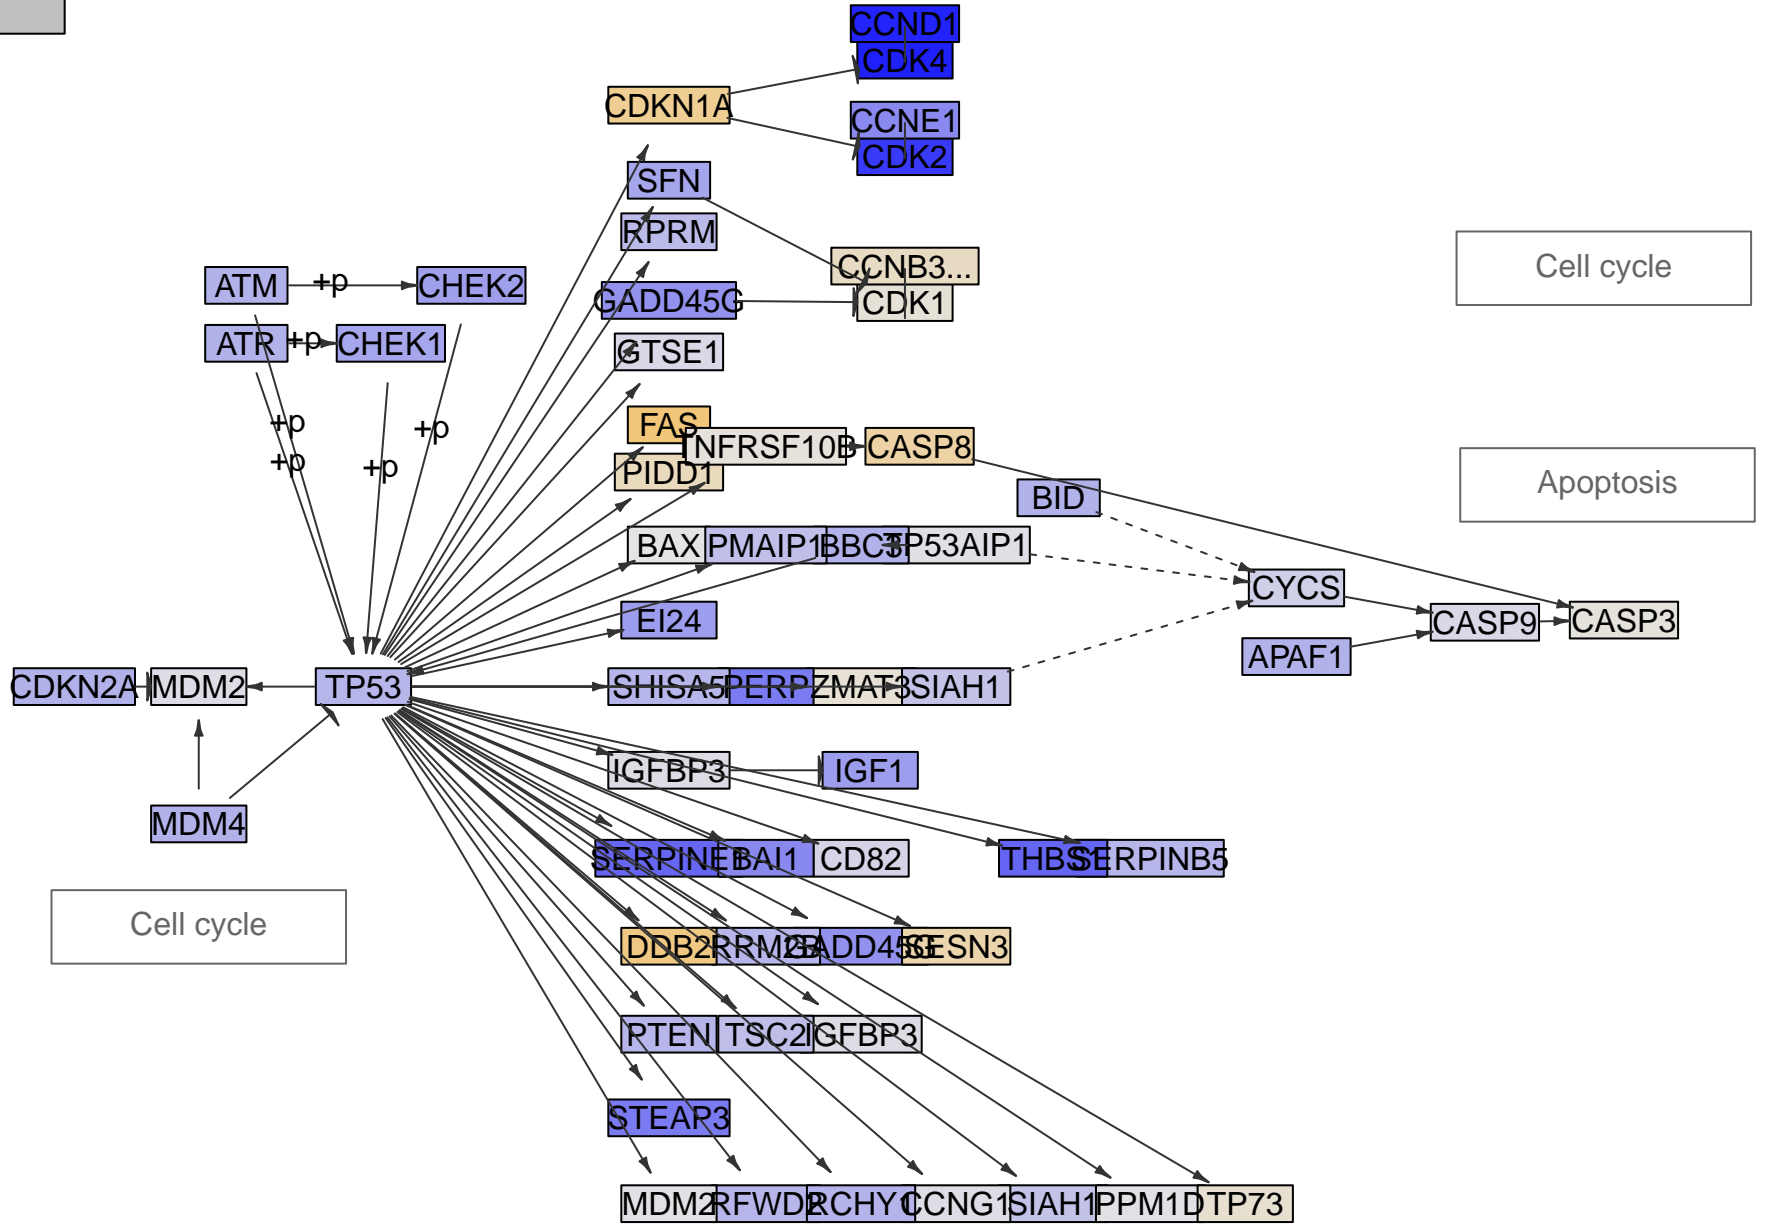 CCND1
CDK4
CDKN1A
CCNE1
CDK2
SFN
RPRM
Cell cycle
CCNB3...
ATM +p CHEK2
GADD45G CDK1
ATR +p CHEK1
GTSE1
FAS
+p +p
TNFRSF10B CASP8
+p +p
PIDD1
Apoptosis
BID
BAX PMAIP1 BBC3 TP53AIP1
CYCS
EI24
CASP9 CASP3
APAF1
CDKN2A MDM2 TP53 SHISA5 PERP ZMAT3 SIAH1
IGFBP3 IGF1
MDM4
SERPINE1 BAI1 CD82 THBS1 SERPINB5
Cell cycle
DDB2 RRM2B GADD45G SESN3
PTEN TSC2 IGFBP3
STEAP3
MDM2 RFWD2 RCHY1 CCNG1 SIAH1 PPM1D TP73